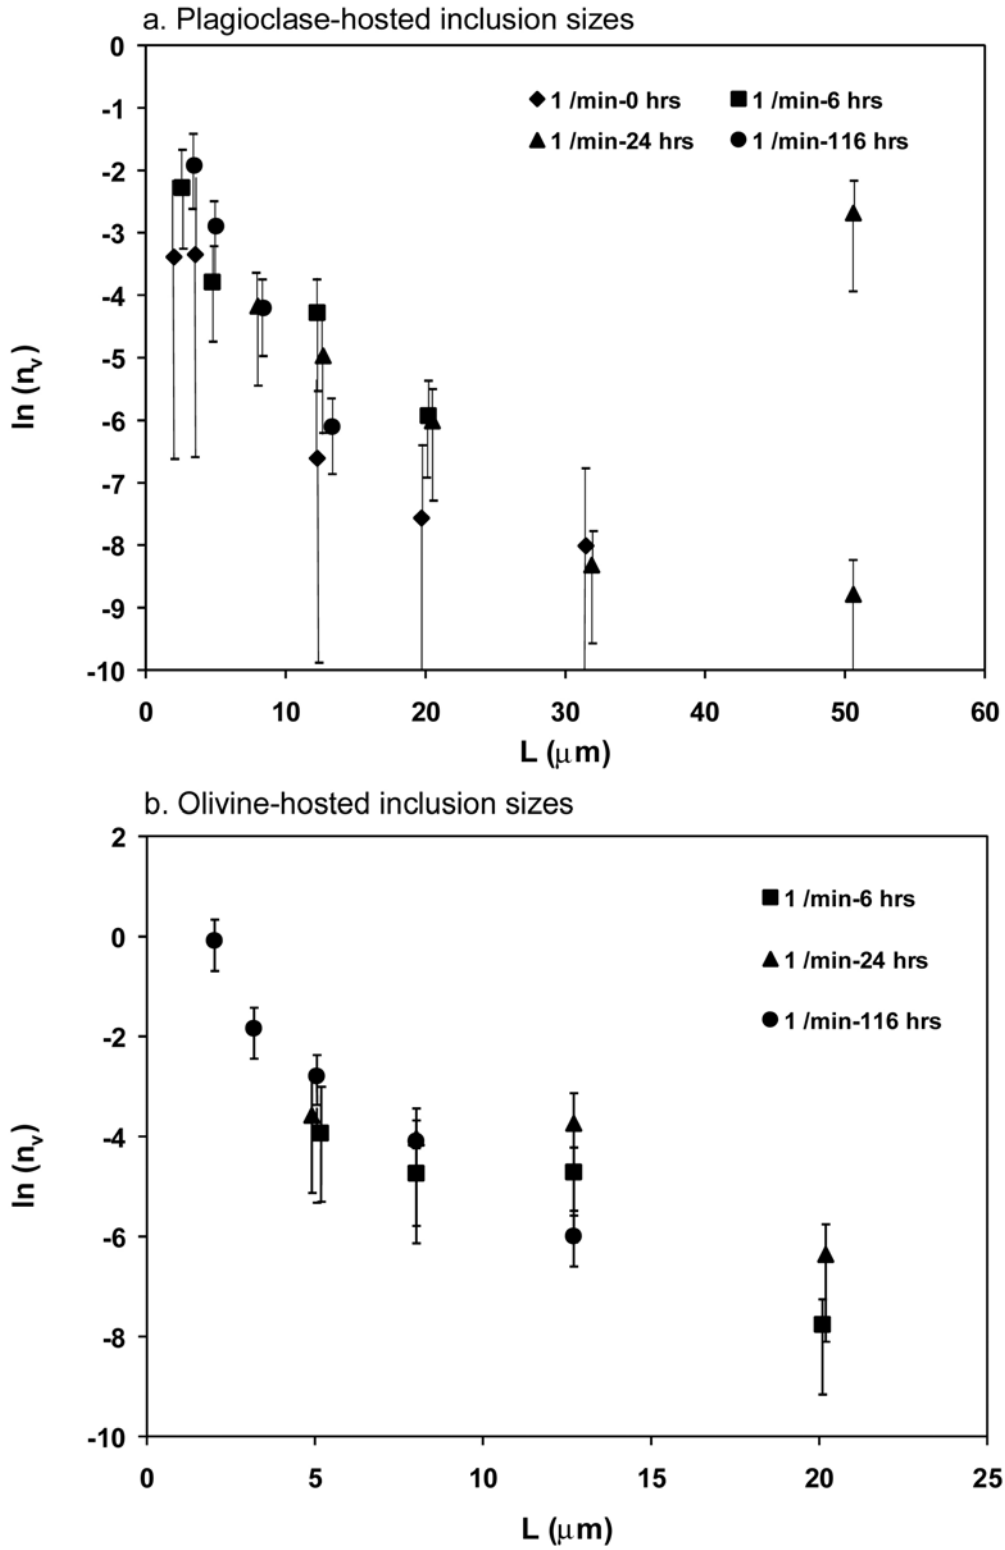 a. Plagioclase-hosted inclusion sizes
0
-1
-2
-3
-4
-5
-6
-7
-8
-9
-10
ln (nv)
1 /min-0 hrs
1 /min-6 hrs
1 /min-24 hrs
1 /min-116 hrs
0 10 20 30 40 50 60
L (μm)
b. Olivine-hosted inclusion sizes
2
0
-2
-4
-6
-8
-10
ln (nv)
1 /min-6 hrs
1 /min-24 hrs
1 /min-116 hrs
0 5 10 15 20 25
L (μm)